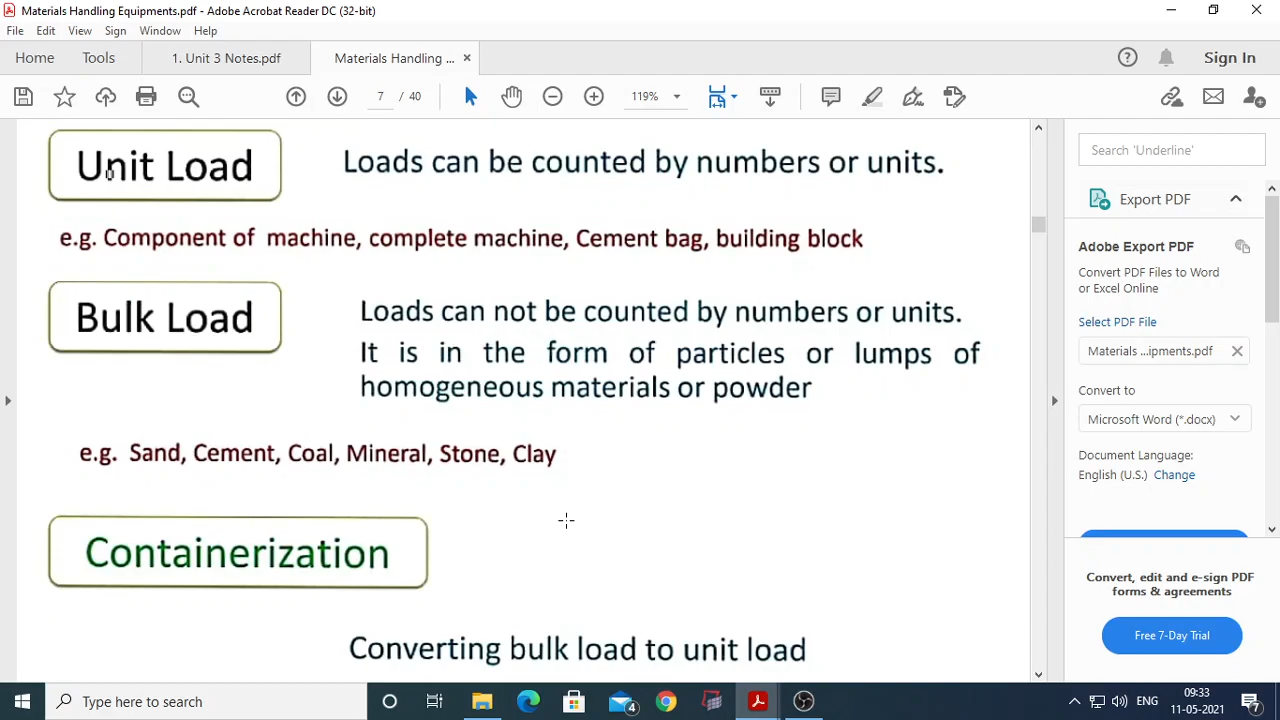 Materials Handling Equipments.pdf - Adobe Acrobat Reader DC (32-bit)
File Edit View Sign Window Help
Home Tools 1. Unit 3 Notes.pdf Materials Handling ... × Sign In
7 / 40 119%
Unit Load
Loads can be counted by numbers or units.
e.g. Component of machine, complete machine, Cement bag, building block
Bulk Load
Loads can not be counted by numbers or units.
It is in the form of particles or lumps of
homogeneous materials or powder
e.g. Sand, Cement, Coal, Mineral, Stone, Clay
Containerization
Converting bulk load to unit load
Search 'Underline'
Export PDF
Adobe Export PDF
Convert PDF Files to Word
or Excel Online
Select PDF File
Materials ...ipments.pdf
Convert to
Microsoft Word (*.docx)
Document Language:
English (U.S.) Change
Convert, edit and e-sign PDF
forms & agreements
Free 7-Day Trial
Type here to search
4
ENG
09:33
11-05-2021
7